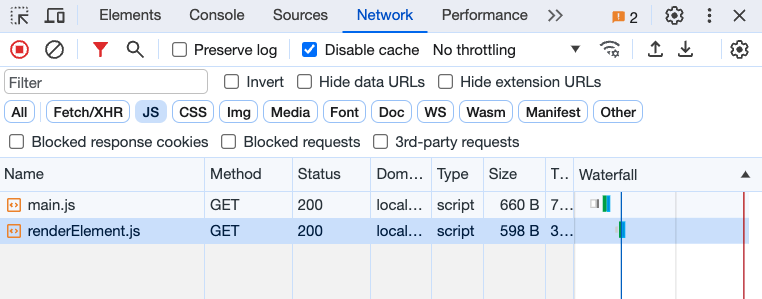 Elements Console Sources Network Performance 2
Preserve log Disable cache No throttling
Filter Invert Hide data URLs Hide extension URLs
All Fetch/XHR JS CSS Img Media Font Doc WS Wasm Manifest Other
Blocked response cookies Blocked requests 3rd-party requests
Name Method Status Dom... Type Size T.. Waterfall
main.js GET 200 local... script 660 B 7...
renderElement.js GET 200 local... script 598 B 3...